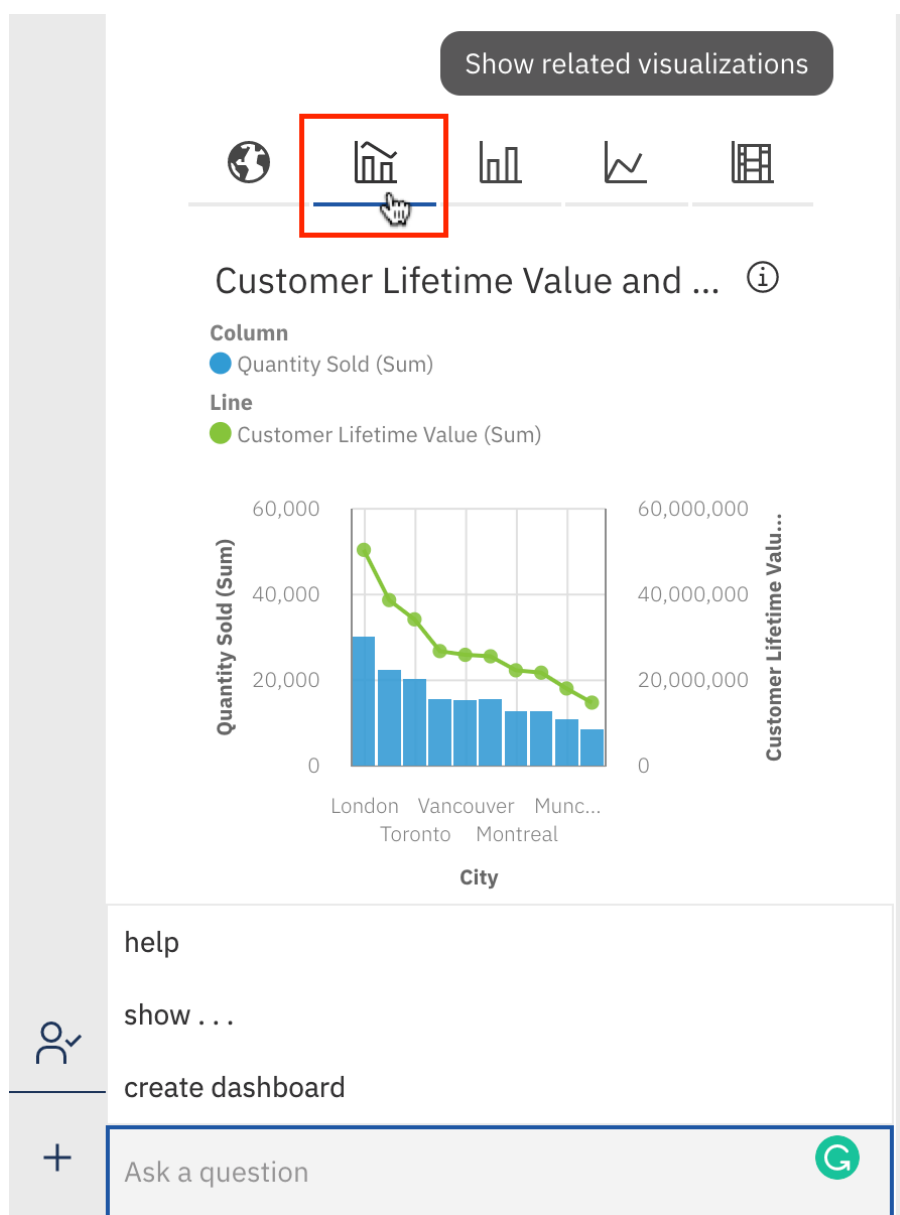 Show related visualizations
Customer Lifetime Value and ...
Column
Quantity Sold (Sum)
Line
Customer Lifetime Value (Sum)
60,000
40,000
20,000
0
Quantity Sold (Sum)
60,000,000
40,000,000
20,000,000
0
Customer Lifetime Valu...
London Vancouver Munc...
Toronto Montreal
City
help
show . . .
create dashboard
Ask a question